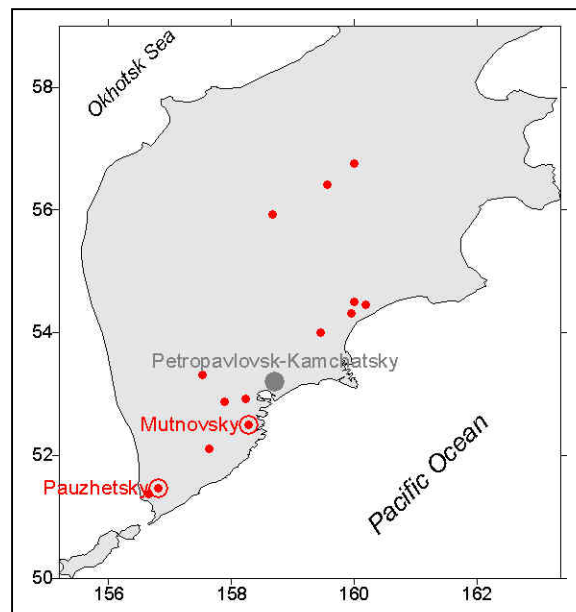 Okhotsk Sea
58
56
54
Petropavlovsk-Kamchatsky
Mutnovsky
52
Pauzhetsky
Pacific Ocean
50
156 158 160 162